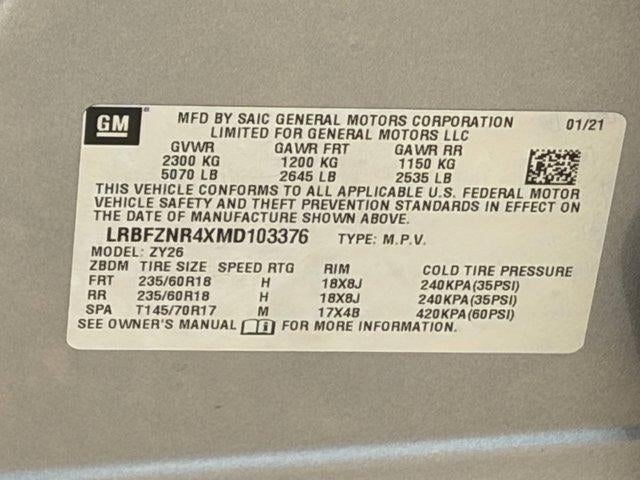 GM
MFD BY SAIC GENERAL MOTORS CORPORATION 01/21
LIMITED FOR GENERAL MOTORS LLC
GVWR GAWR FRT GAWR RR
2300 KG 1200 KG 1150 KG
5070 LB 2645 LB 2535 LB
THIS VEHICLE CONFORMS TO ALL APPLICABLE U.S. FEDERAL MOTOR
VEHICLE SAFETY AND THEFT PREVENTION STANDARDS IN EFFECT ON
THE DATE OF MANUFACTURE SHOWN ABOVE.
LRBFZNR4XMD103376 TYPE: M.P.V.
MODEL: ZY26
ZBDM TIRE SIZE SPEED RTG RIM COLD TIRE PRESSURE
FRT 235/60R18 H 18X8J 240KPA(35PSI)
RR 235/60R18 H 18X8J 240KPA(35PSI)
SPA T145/70R17 M 17X4B 420KPA(60PSI)
SEE OWNER'S MANUAL FOR MORE INFORMATION.